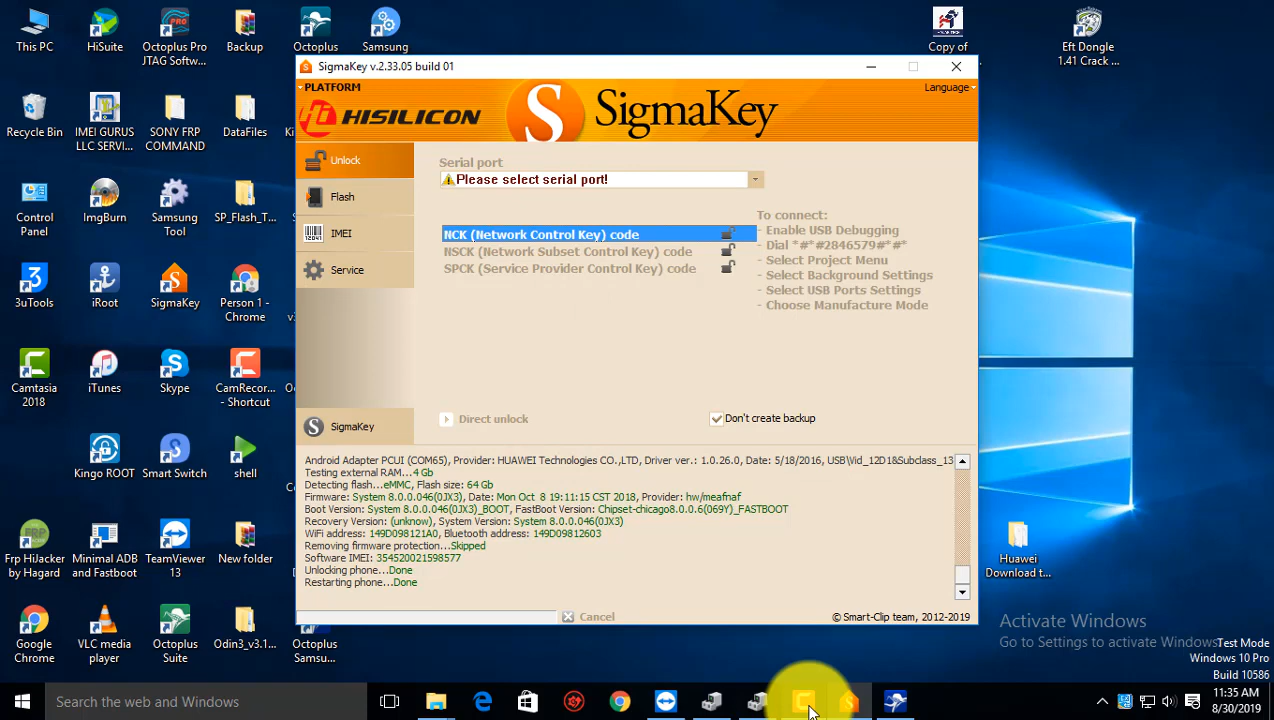 This PC
HiSuite
Octoplus Pro
JTAG Softw...
Backup
Octoplus
Samsung
Copy of
Eft Dongle
1.41 Crack ...
SigmaKey v.2.33.05 build 01
PLATFORM
Language
HISILICON
S
SigmaKey
Recycle Bin
IMEI GURUS
LLC SERVI...
SONY FRP
COMMAND
DataFiles
Unlock
Flash
IMEI
Service
SigmaKey
Serial port
Please select serial port!
NCK (Network Control Key) code
NSCK (Network Subset Control Key) code
SPCK (Service Provider Control Key) code
To connect:
- Enable USB Debugging
- Dial *#*#2846579#*#*
- Select Project Menu
- Select Background Settings
- Select USB Ports Settings
- Choose Manufacture Mode
Direct unlock
Don't create backup
Control
Panel
ImgBurn
Samsung
Tool
SP_Flash_T...
3uTools
iRoot
SigmaKey
Person 1 -
Chrome
Camtasia
2018
iTunes
Skype
CamRecor...
- Shortcut
Kingo ROOT
Smart Switch
shell
Frp HiJacker
by Hagard
Minimal ADB
and Fastboot
TeamViewer
13
New folder
Google
Chrome
VLC media
player
Octoplus
Suite
Odin3_v3.1...
Octoplus
Samsu...
Android Adapter PCUI (COM65), Provider: HUAWEI Technologies CO.,LTD, Driver ver.: 1.0.26.0, Date: 5/18/2016, USB\Vid_12D1&Subclass_13
Testing external RAM...4 Gb
Detecting flash...eMMC, Flash size: 64 Gb
Firmware: System 8.0.0.046(0JX3), Date: Mon Oct 8 19:11:15 CST 2018, Provider: hw/meafnaf
Boot Version: System 8.0.0.046(0JX3)_BOOT, FastBoot Version: Chipset-chicago8.0.0.6(069Y)_FASTBOOT
Recovery Version: (unknow), System Version: System 8.0.0.046(0JX3)
WiFi address: 149D098121A0, Bluetooth address: 149D09812603
Removing firmware protection...Skipped
Software IMEI: 354520021598577
Unlocking phone...Done
Restarting phone...Done
Cancel
© Smart-Clip team, 2012-2019
Huawei
Download t...
Activate Windows
Go to Settings to activate Windows.
Test Mode
Windows 10 Pro
Build 10586
Search the web and Windows
11:35 AM
8/30/2019